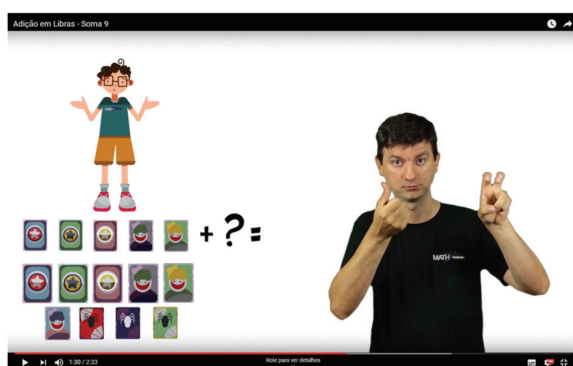 Adição em Libras - Soma 9
+ ? =
MATH
1:30 / 2:33
Role para ver detalhes